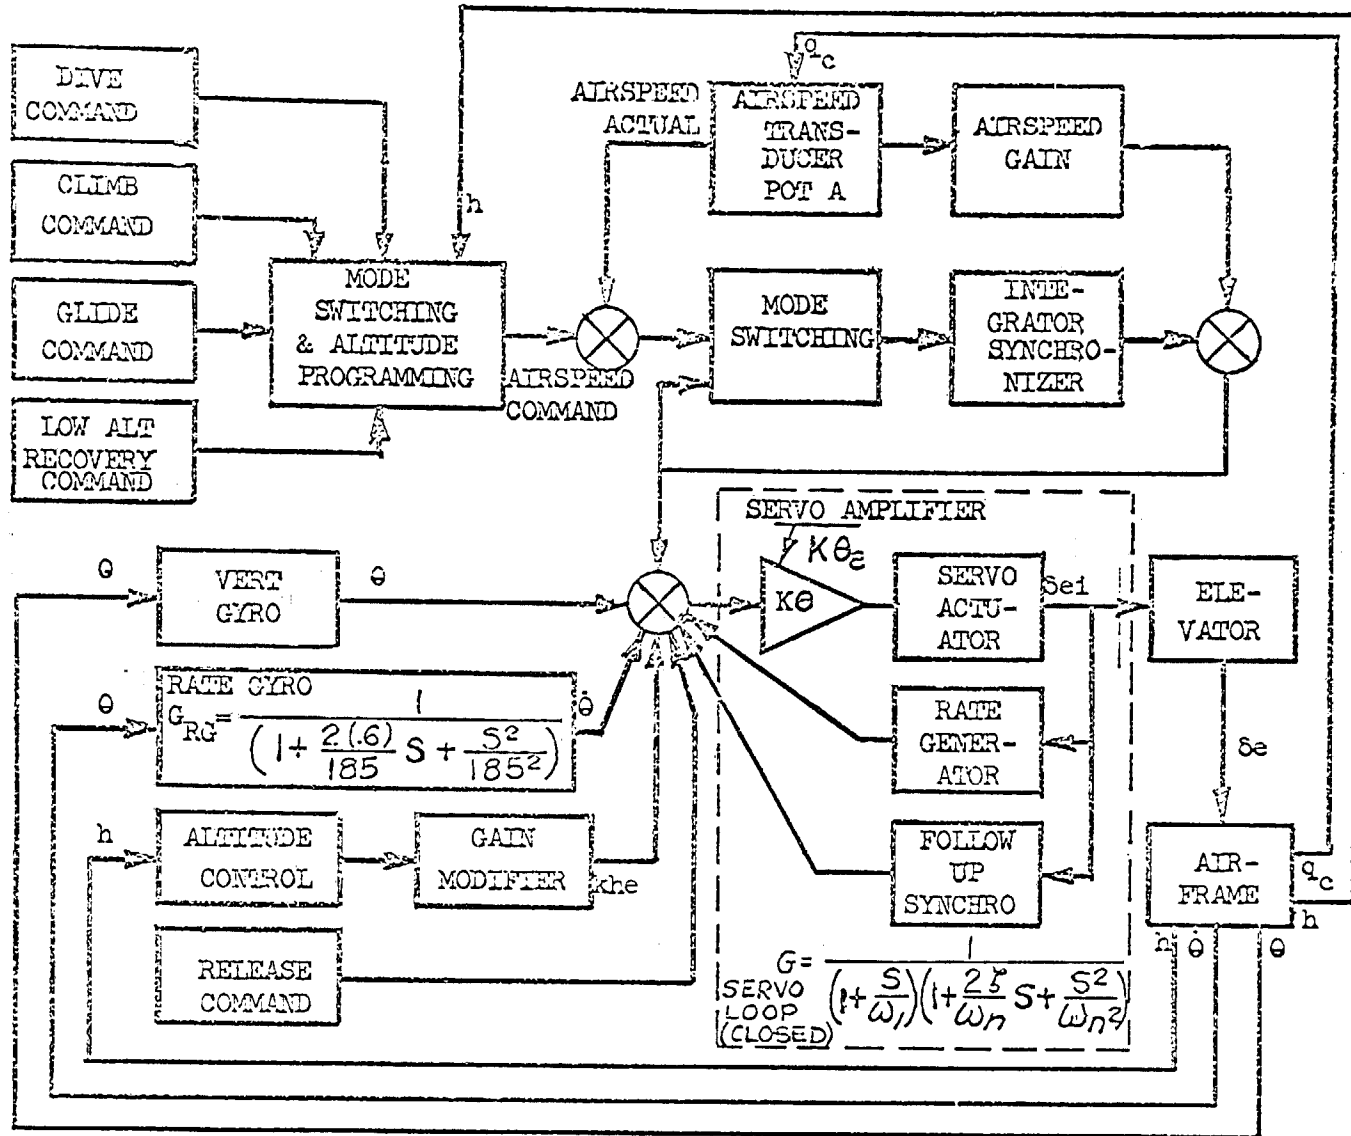 DIVE
COMMAND
CLIMB
COMMAND
GLIDE
COMMAND
LOW ALT
RECOVERY
COMMAND
h
MODE
SWITCHING
& ALTITUDE
PROGRAMMING
AIRSPEED
COMMAND
AIRSPEED
ACTUAL
q_c
AIRSPEED
TRANS-
DUCER
POT A
AIRSPEED
GAIN
MODE
SWITCHING
INTE-
GRATOR
SYNCHRO-
NIZER
θ
VERT
GYRO
θ
θ
RATE GYRO
G_RG = 1 / (1 + 2(.6)/185 S + S²/185²)
θ̇
h
ALTITUDE
CONTROL
GAIN
MODIFIER
khe
RELEASE
COMMAND
SERVO AMPLIFIER
Kθ
SERVO
ACTU-
ATOR
δei
RATE
GENER-
ATOR
FOLLOW
UP
SYNCHRO
G = 1 / (1 + S/ω₁)(1 + 2ζ/ωn S + S²/ωn²)
SERVO
LOOP
(CLOSED)
ELE-
VATOR
δe
AIR-
FRAME
q_c
h
h
θ̇
θ